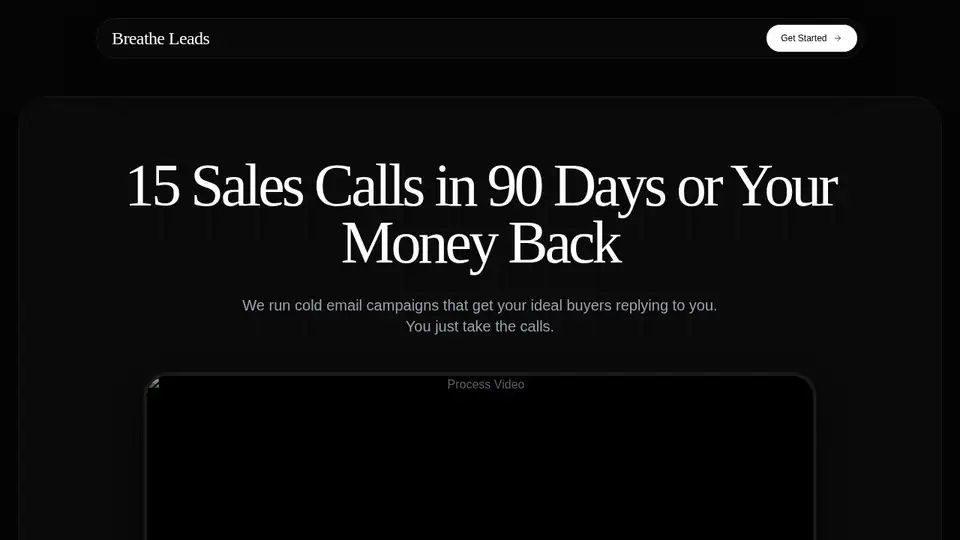 Breathe Leads
Get Started
15 Sales Calls in 90 Days or Your
Money Back
We run cold email campaigns that get your ideal buyers replying to you.
You just take the calls.
Process Video